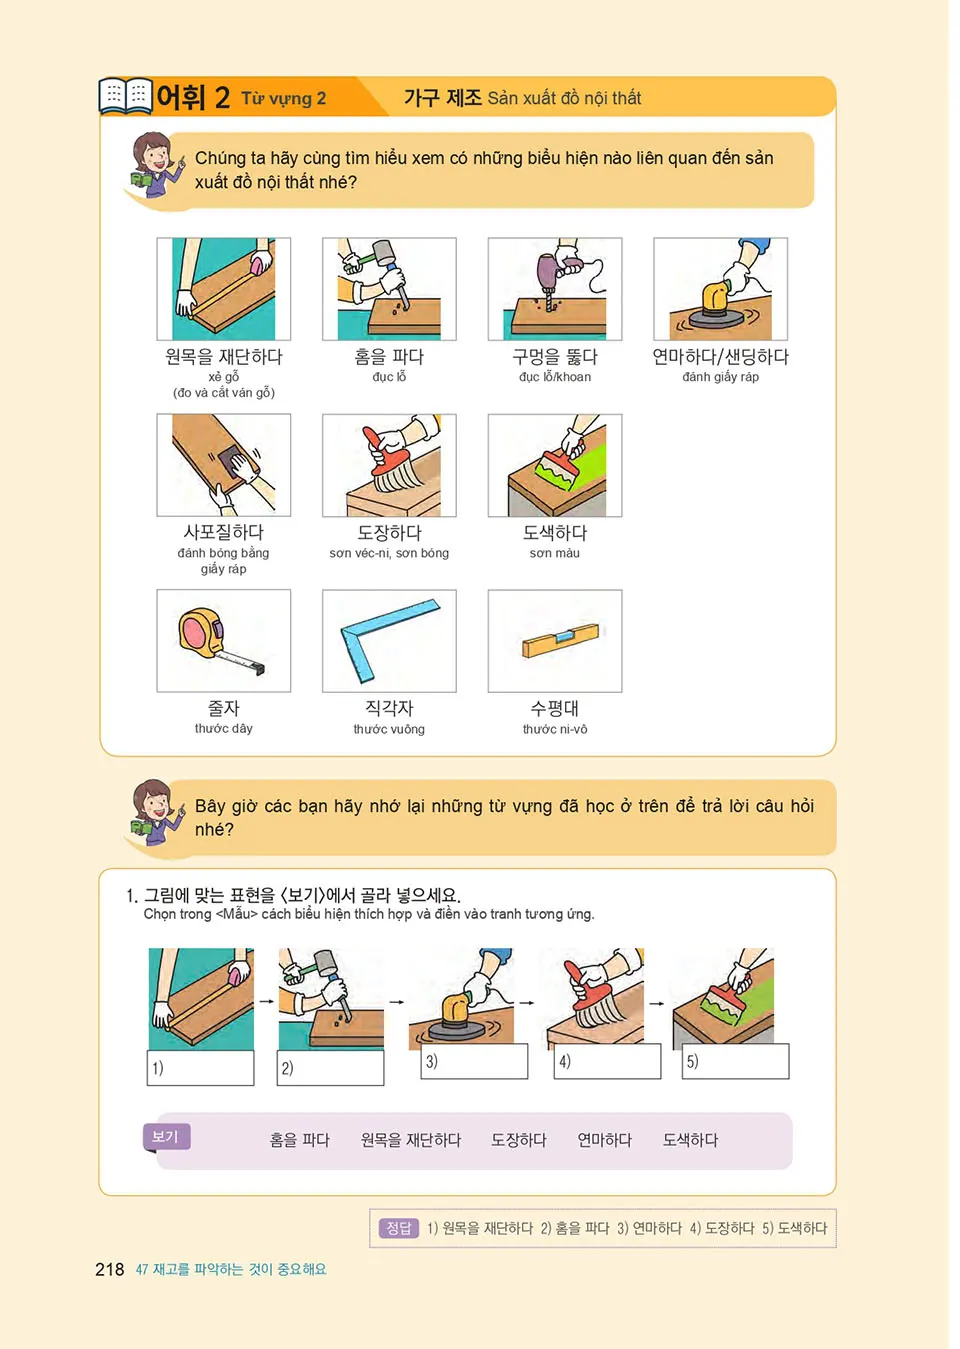 어휘 2 Từ vựng 2 가구 제조 Sản xuất đồ nội thất
Chúng ta hãy cùng tìm hiểu xem có những biểu hiện nào liên quan đến sản
xuất đồ nội thất nhé?
원목을 재단하다 홈을 파다 구멍을 뚫다 연마하다/샌딩하다
xẻ gỗ đục lỗ đục lỗ/khoan đánh giấy ráp
(đo và cắt ván gỗ)
사포질하다 도장하다 도색하다
đánh bóng bằng sơn véc-ni, sơn bóng sơn màu
giấy ráp
줄자 직각자 수평대
thước dây thước vuông thước ni-vô
Bây giờ các bạn hãy nhớ lại những từ vựng đã học ở trên để trả lời câu hỏi
nhé?
1. 그림에 맞는 표현을 <보기>에서 골라 넣으세요.
Chọn trong <Mẫu> cách biểu hiện thích hợp và điền vào tranh tương ứng.
1) 2) 3) 4) 5)
보기 홈을 파다 원목을 재단하다 도장하다 연마하다 도색하다
정답 1) 원목을 재단하다 2) 홈을 파다 3) 연마하다 4) 도장하다 5) 도색하다
218 47 재고를 파악하는 것이 중요해요